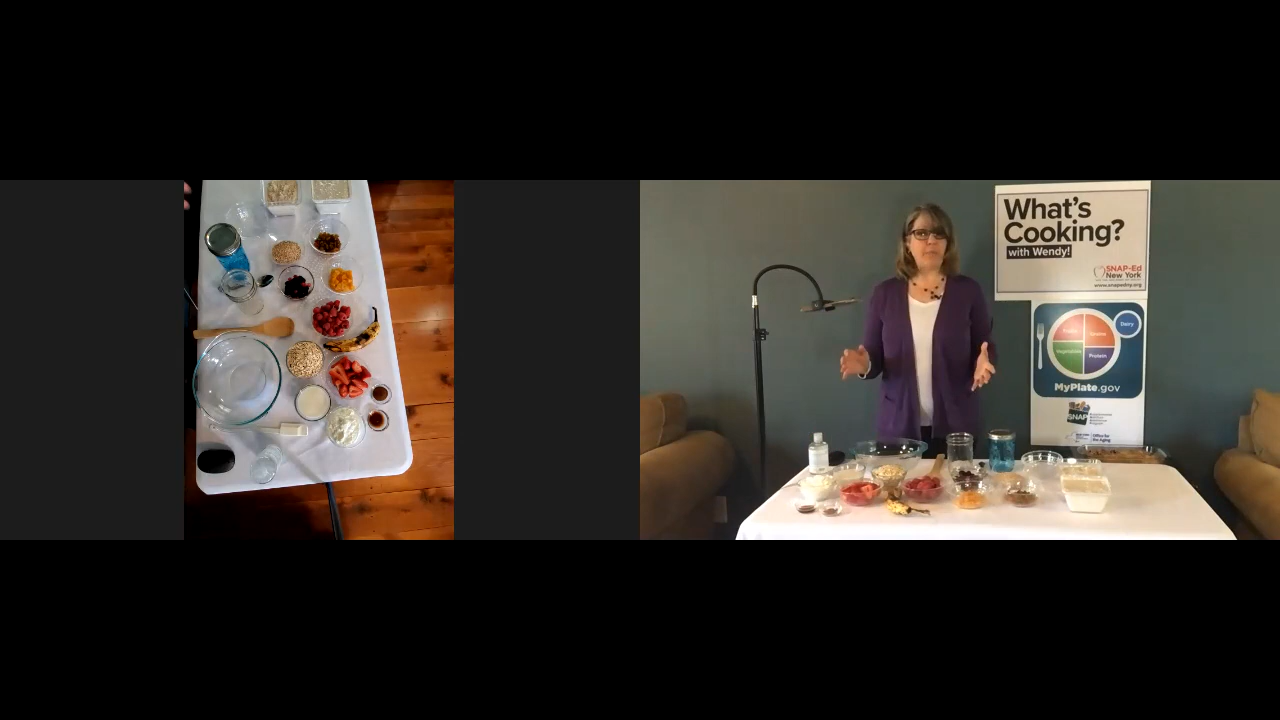 What's
Cooking?
with Wendy!
SNAP-Ed
New York
www.snapedny.org
Fruits
Grains
Dairy
Vegetables
Protein
MyPlate.gov
SNAP
Office for
the Aging